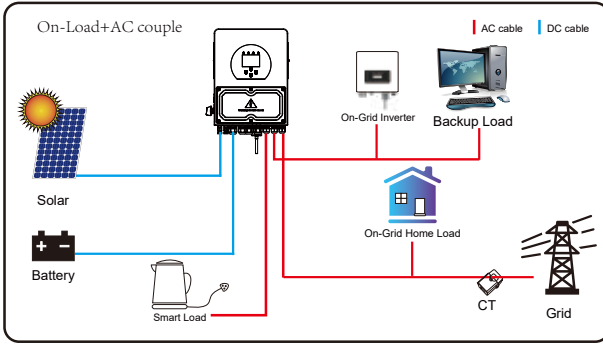 On-Load+AC couple
AC cable
DC cable
On-Grid Inverter
Backup Load
Solar
On-Grid Home Load
Battery
Smart Load
CT
Grid